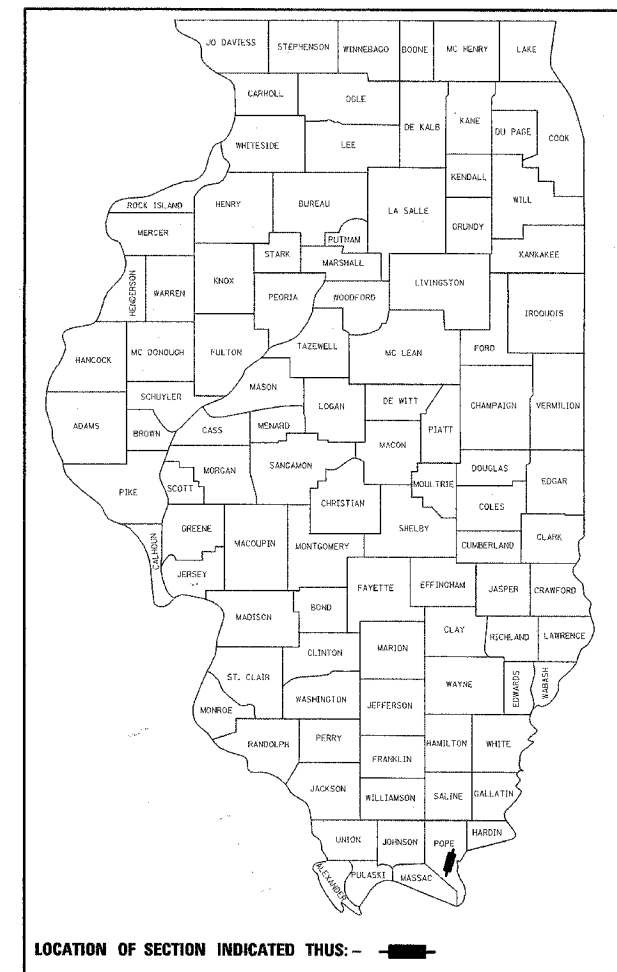 JO DAVIESS STEPHENSON WINNEBAGO BOONE MC HENRY LAKE
CARROLL OGLE DE KALB KANE DU PAGE COOK
WHITESIDE LEE
KENDALL
ROCK ISLAND HENRY BUREAU LA SALLE GRUNDY WILL
MERCER PUTNAM
STARK MARSHALL KANKAKEE
HENDERSON WARREN KNOX PEORIA WOODFORD LIVINGSTON IROQUOIS
HANCOCK MC DONOUGH FULTON TAZEWELL MC LEAN FORD
SCHUYLER MASON LOGAN DE WITT CHAMPAIGN VERMILION
ADAMS BROWN CASS MENARD MACON PIATT
PIKE SCOTT MORGAN SANGAMON CHRISTIAN MOULTRIE DOUGLAS EDGAR
COLES
CALHOUN GREENE MACOUPIN MONTGOMERY SHELBY CUMBERLAND CLARK
JERSEY
FAYETTE EFFINGHAM JASPER CRAWFORD
MADISON BOND
CLAY RICHLAND LAWRENCE
CLINTON MARION
ST. CLAIR WAYNE EDWARDS WABASH
WASHINGTON JEFFERSON
MONROE
RANDOLPH PERRY HAMILTON WHITE
FRANKLIN
JACKSON WILLIAMSON SALINE GALLATIN
UNION JOHNSON POPE HARDIN
ALEXANDER PULASKI MASSAC
LOCATION OF SECTION INDICATED THUS: –